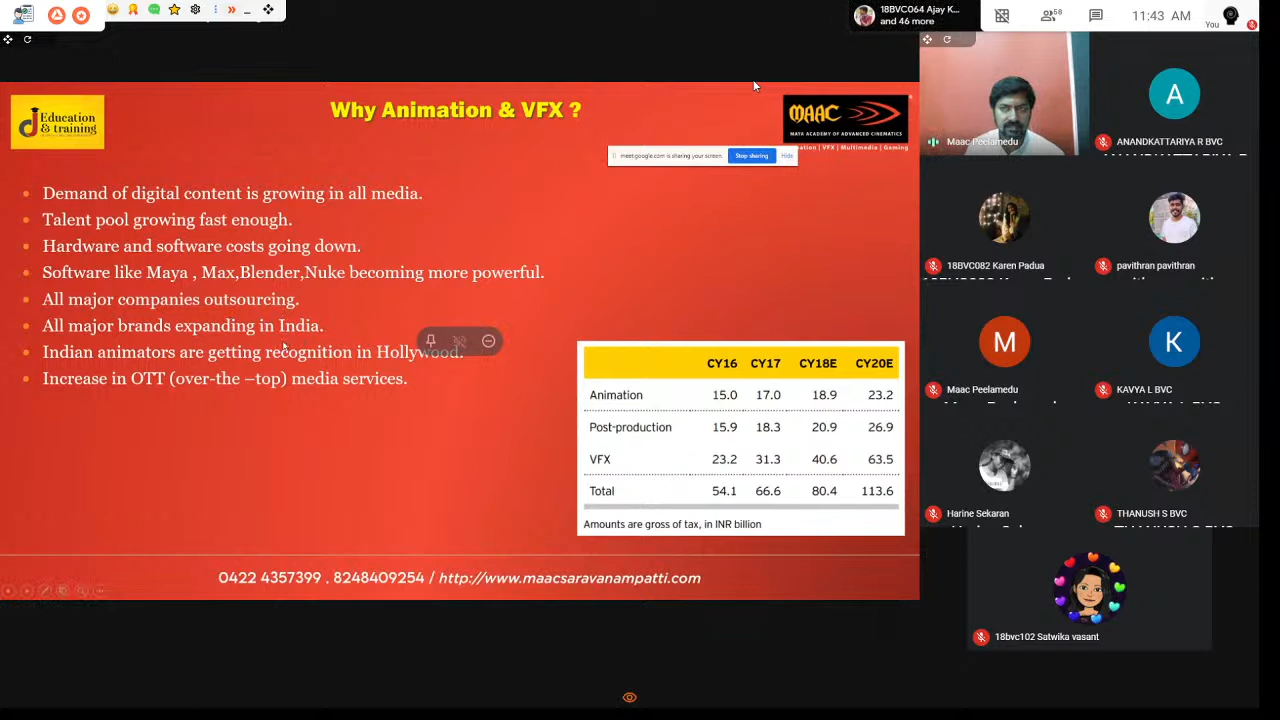 18BVC064 Ajay K...
and 46 more
58
11:43 AM
You
Why Animation & VFX ?
Education
& training
MAAC
MAYA ACADEMY OF ADVANCED CINEMATICS
ation | VFX | Multimedia | Gaming
meet.google.com is sharing your screen.
Stop sharing
Hide
Demand of digital content is growing in all media.
Talent pool growing fast enough.
Hardware and software costs going down.
Software like Maya , Max,Blender,Nuke becoming more powerful.
All major companies outsourcing.
All major brands expanding in India.
Indian animators are getting recognition in Hollywood.
Increase in OTT (over-the –top) media services.
CY16 CY17 CY18E CY20E
Animation 15.0 17.0 18.9 23.2
Post-production 15.9 18.3 20.9 26.9
VFX 23.2 31.3 40.6 63.5
Total 54.1 66.6 80.4 113.6
Amounts are gross of tax, in INR billion
0422 4357399 . 8248409254 / http://www.maacsaravanampatti.com
Maac Peelamedu
A
ANANDKATTARIYA R BVC
18BVC082 Karen Padua
pavithran pavithran
M
Maac Peelamedu
K
KAVYA L BVC
Harine Sekaran
THANUSH S BVC
18bvc102 Satwika vasant